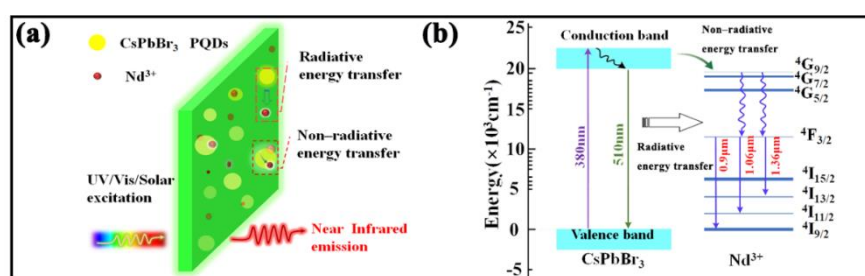 (a)
CsPbBr₃ PQDs
Nd³⁺
Radiative
energy transfer
Non–radiative
energy transfer
UV/Vis/Solar
excitation
Near Infrared
emission
(b)
Conduction band
Non–radiative
energy transfer
Energy(×10³cm⁻¹)
25
20
15
10
5
0
-5
380nm
510nm
Radiative
energy transfer
Valence band
CsPbBr₃
⁴G₉/₂
⁴G₇/₂
⁴G₅/₂
⁴F₃/₂
0.9μm
1.06μm
1.36μm
⁴I₁₅/₂
⁴I₁₃/₂
⁴I₁₁/₂
⁴I₉/₂
Nd³⁺